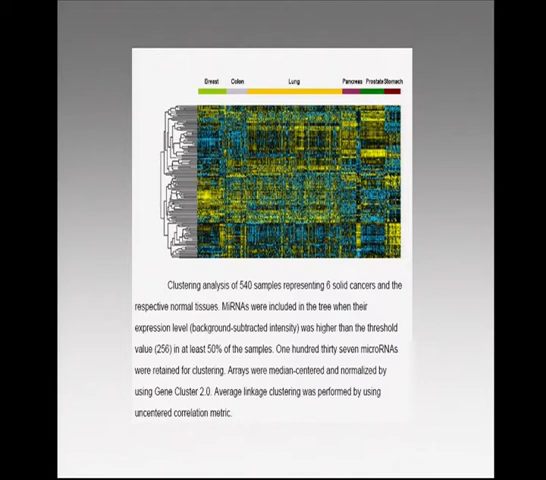 Breast Colon Lung Pancreas Prostate Stomach
Clustering analysis of 540 samples representing 6 solid cancers and the
respective normal tissues. MiRNAs were included in the tree when their
expression level (background-subtracted intensity) was higher than the threshold
value (256) in at least 50% of the samples. One hundred thirty seven microRNAs
were retained for clustering. Arrays were median-centered and normalized by
using Gene Cluster 2.0. Average linkage clustering was performed by using
uncentered correlation metric.